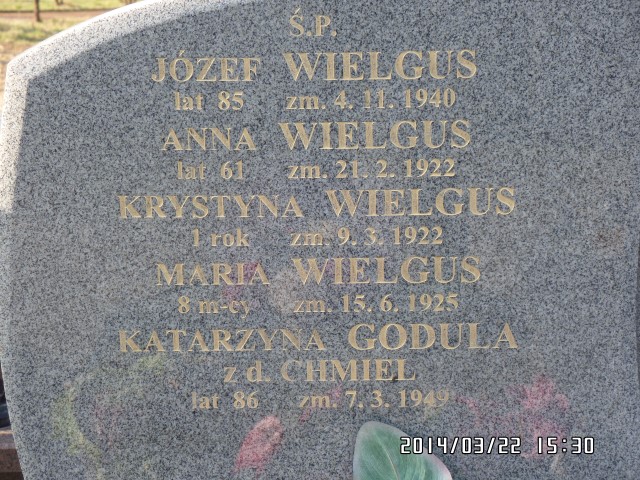 Ś.P.
JÓZEF WIELGUS
lat 85 zm. 4. 11. 1940
ANNA WIELGUS
lat 61 zm. 21. 2. 1922
KRYSTYNA WIELGUS
1 rok zm. 9. 3. 1922
MARIA WIELGUS
8 m-cy zm. 15. 6. 1925
KATARZYNA GODULA
z d. CHMIEL
lat 86 zm. 7. 3. 1949
2014/03/22 15:30